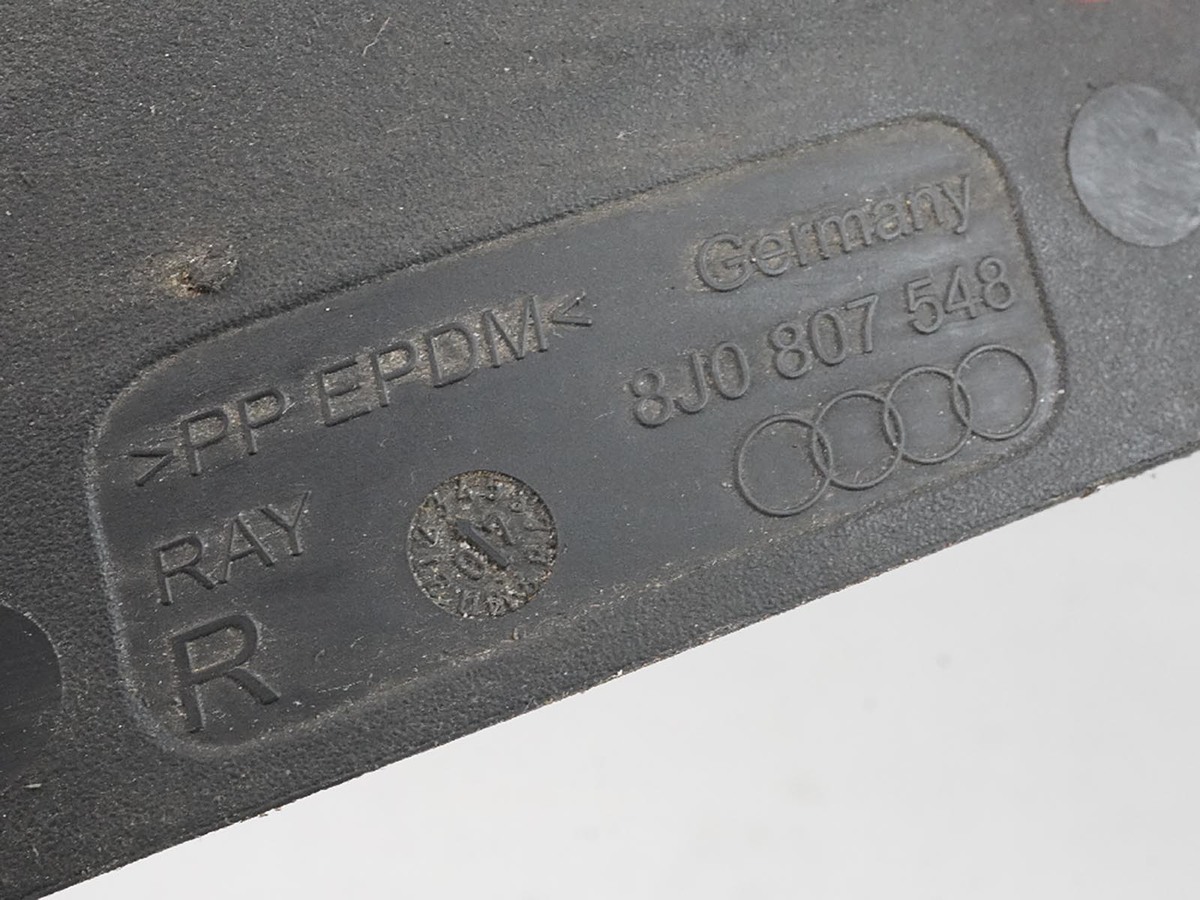 Germany
>PP EPDM<
8J0 807 548
RAY
R